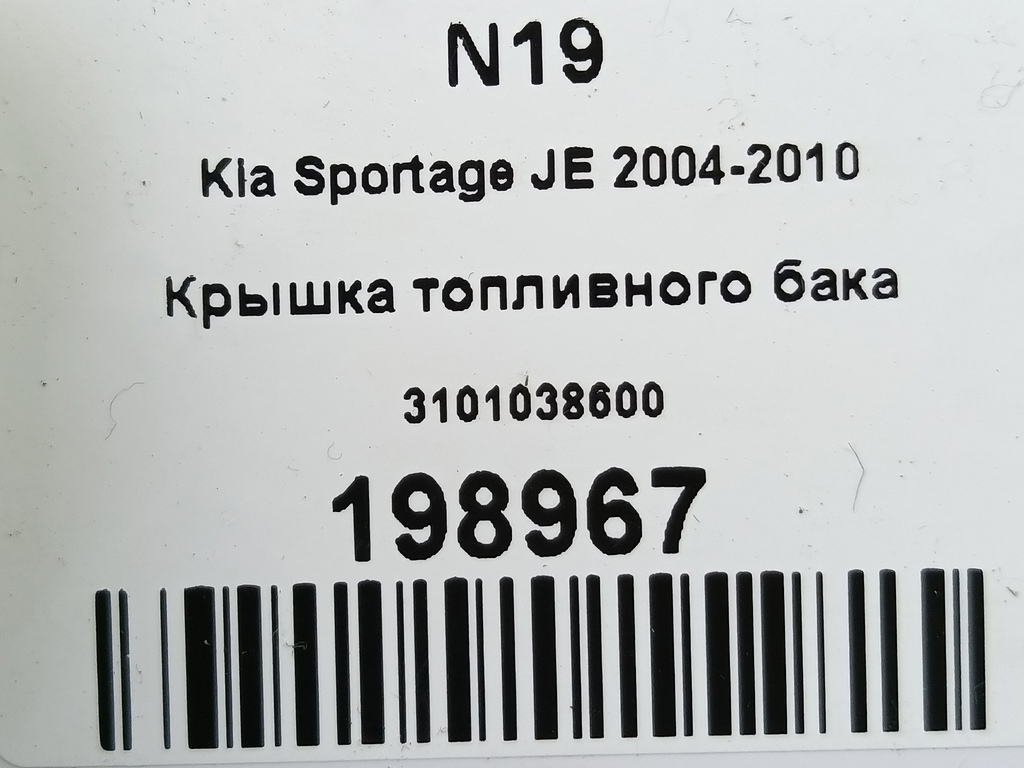 N19
Kia Sportage JE 2004-2010
Крышка топливного бака
3101038600
198967